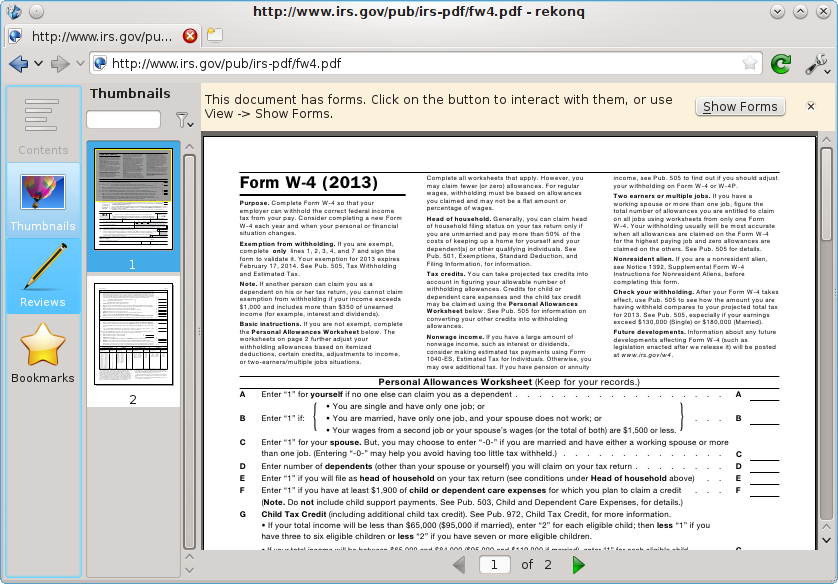 http://www.irs.gov/pub/irs-pdf/fw4.pdf - rekonq
http://www.irs.gov/pu...
http://www.irs.gov/pub/irs-pdf/fw4.pdf
Contents
Thumbnails
Reviews
Bookmarks
Thumbnails
1
2
This document has forms. Click on the button to interact with them, or use
View -> Show Forms.
Show Forms
Form W-4 (2013)
Purpose. Complete Form W-4 so that your
employer can withhold the correct federal income
tax from your pay. Consider completing a new Form
W-4 each year and when your personal or financial
situation changes.
Exemption from withholding. If you are exempt,
complete only lines 1, 2, 3, 4, and 7 and sign the
form to validate it. Your exemption for 2013 expires
February 17, 2014. See Pub. 505, Tax Withholding
and Estimated Tax.
Note. If another person can claim you as a
dependent on his or her tax return, you cannot claim
exemption from withholding if your income exceeds
$1,000 and includes more than $350 of unearned
income (for example, interest and dividends).
Basic instructions. If you are not exempt, complete
the Personal Allowances Worksheet below. The
worksheets on page 2 further adjust your
withholding allowances based on itemized
deductions, certain credits, adjustments to income,
or two-earners/multiple jobs situations.
Complete all worksheets that apply. However, you
may claim fewer (or zero) allowances. For regular
wages, withholding must be based on allowances
you claimed and may not be a flat amount or
percentage of wages.
Head of household. Generally, you can claim head
of household filing status on your tax return only if
you are unmarried and pay more than 50% of the
costs of keeping up a home for yourself and your
dependent(s) or other qualifying individuals. See
Pub. 501, Exemptions, Standard Deduction, and
Filing Information, for information.
Tax credits. You can take projected tax credits into
account in figuring your allowable number of
withholding allowances. Credits for child or
dependent care expenses and the child tax credit
may be claimed using the Personal Allowances
Worksheet below. See Pub. 505 for information on
converting your other credits into withholding
allowances.
Nonwage income. If you have a large amount of
nonwage income, such as interest or dividends,
consider making estimated tax payments using Form
1040-ES, Estimated Tax for Individuals. Otherwise, you
may owe additional tax. If you have pension or annuity
income, see Pub. 505 to find out if you should adjust
your withholding on Form W-4 or W-4P.
Two earners or multiple jobs. If you have a
working spouse or more than one job, figure the
total number of allowances you are entitled to claim
on all jobs using worksheets from only one Form
W-4. Your withholding usually will be most accurate
when all allowances are claimed on the Form W-4
for the highest paying job and zero allowances are
claimed on the others. See Pub. 505 for details.
Nonresident alien. If you are a nonresident alien,
see Notice 1392, Supplemental Form W-4
Instructions for Nonresident Aliens, before
completing this form.
Check your withholding. After your Form W-4 takes
effect, use Pub. 505 to see how the amount you are
having withheld compares to your projected total tax
for 2013. See Pub. 505, especially if your earnings
exceed $130,000 (Single) or $180,000 (Married).
Future developments. Information about any future
developments affecting Form W-4 (such as
legislation enacted after we release it) will be posted
at www.irs.gov/w4.
Personal Allowances Worksheet (Keep for your records.)
A Enter “1” for yourself if no one else can claim you as a dependent . . . . . . . . . . . . . . . . . . A
• You are single and have only one job; or
B Enter “1” if: { • You are married, have only one job, and your spouse does not work; or } . . . B
• Your wages from a second job or your spouse’s wages (or the total of both) are $1,500 or less.
C Enter “1” for your spouse. But, you may choose to enter “-0-” if you are married and have either a working spouse or more
than one job. (Entering “-0-” may help you avoid having too little tax withheld.) . . . . . . . . . . . . . . C
D Enter number of dependents (other than your spouse or yourself) you will claim on your tax return . . . . . . . . D
E Enter “1” if you will file as head of household on your tax return (see conditions under Head of household above) . . E
F Enter “1” if you have at least $1,900 of child or dependent care expenses for which you plan to claim a credit . . . F
(Note. Do not include child support payments. See Pub. 503, Child and Dependent Care Expenses, for details.)
G Child Tax Credit (including additional child tax credit). See Pub. 972, Child Tax Credit, for more information.
• If your total income will be less than $65,000 ($95,000 if married), enter “2” for each eligible child; then less “1” if you
have three to six eligible children or less “2” if you have seven or more eligible children.
1 of 2